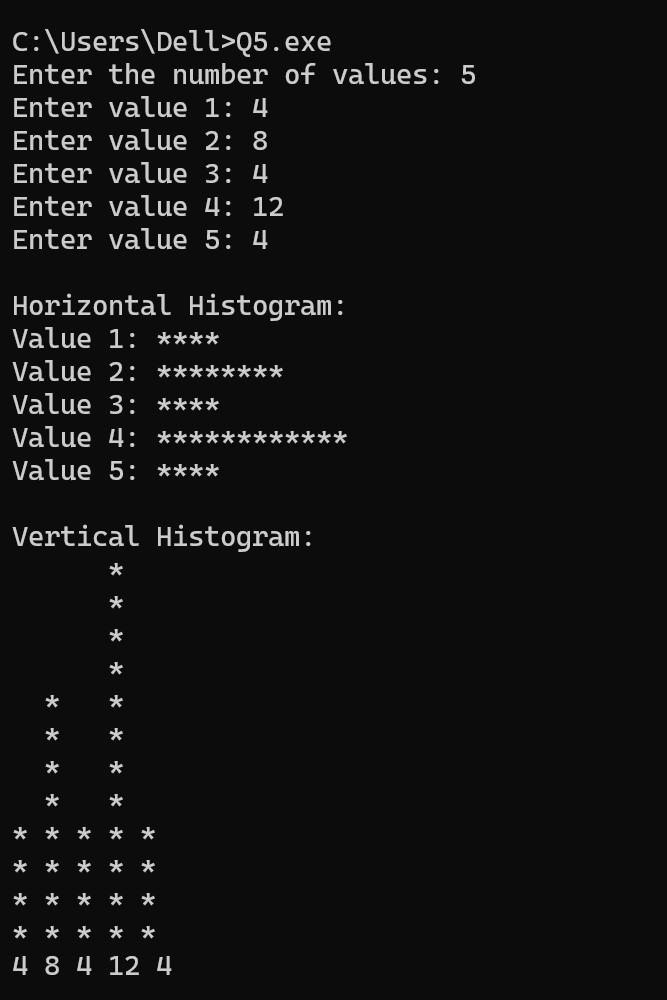 C:\Users\Dell>Q5.exe
Enter the number of values: 5
Enter value 1: 4
Enter value 2: 8
Enter value 3: 4
Enter value 4: 12
Enter value 5: 4

Horizontal Histogram:
Value 1: ****
Value 2: ********
Value 3: ****
Value 4: ************
Value 5: ****

Vertical Histogram:
      *
      *
      *
      *
  *   *
  *   *
  *   *
  *   *
* * * * *
* * * * *
* * * * *
* * * * *
4 8 4 12 4